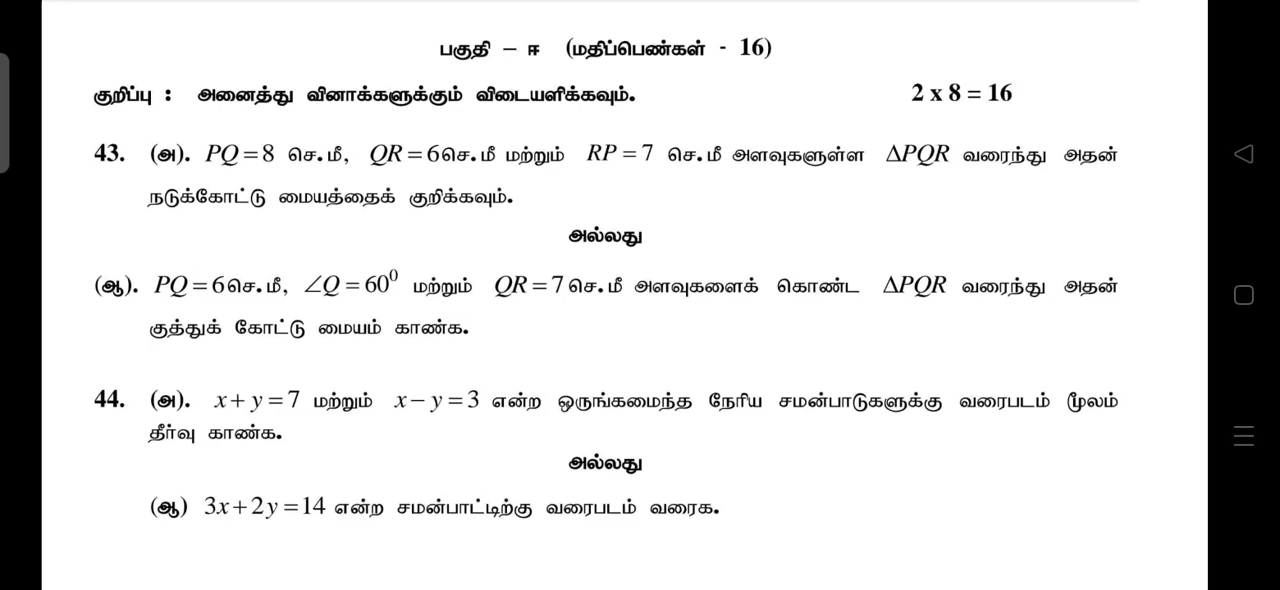 பகுதி – ஈ (மதிப்பெண்கள் - 16)
குறிப்பு : அனைத்து வினாக்களுக்கும் விடையளிக்கவும். 2 x 8 = 16
43. (அ). PQ = 8 செ.மீ, QR = 6செ.மீ மற்றும் RP = 7 செ.மீ அளவுகளுள்ள ΔPQR வரைந்து அதன்
நடுக்கோட்டு மையத்தைக் குறிக்கவும்.
அல்லது
(ஆ). PQ = 6செ.மீ, ∠Q = 60⁰ மற்றும் QR = 7செ.மீ அளவுகளைக் கொண்ட ΔPQR வரைந்து அதன்
குத்துக் கோட்டு மையம் காண்க.
44. (அ). x + y = 7 மற்றும் x − y = 3 என்ற ஒருங்கமைந்த நேரிய சமன்பாடுகளுக்கு வரைபடம் மூலம்
தீர்வு காண்க.
அல்லது
(ஆ) 3x + 2y = 14 என்ற சமன்பாட்டிற்கு வரைபடம் வரைக.